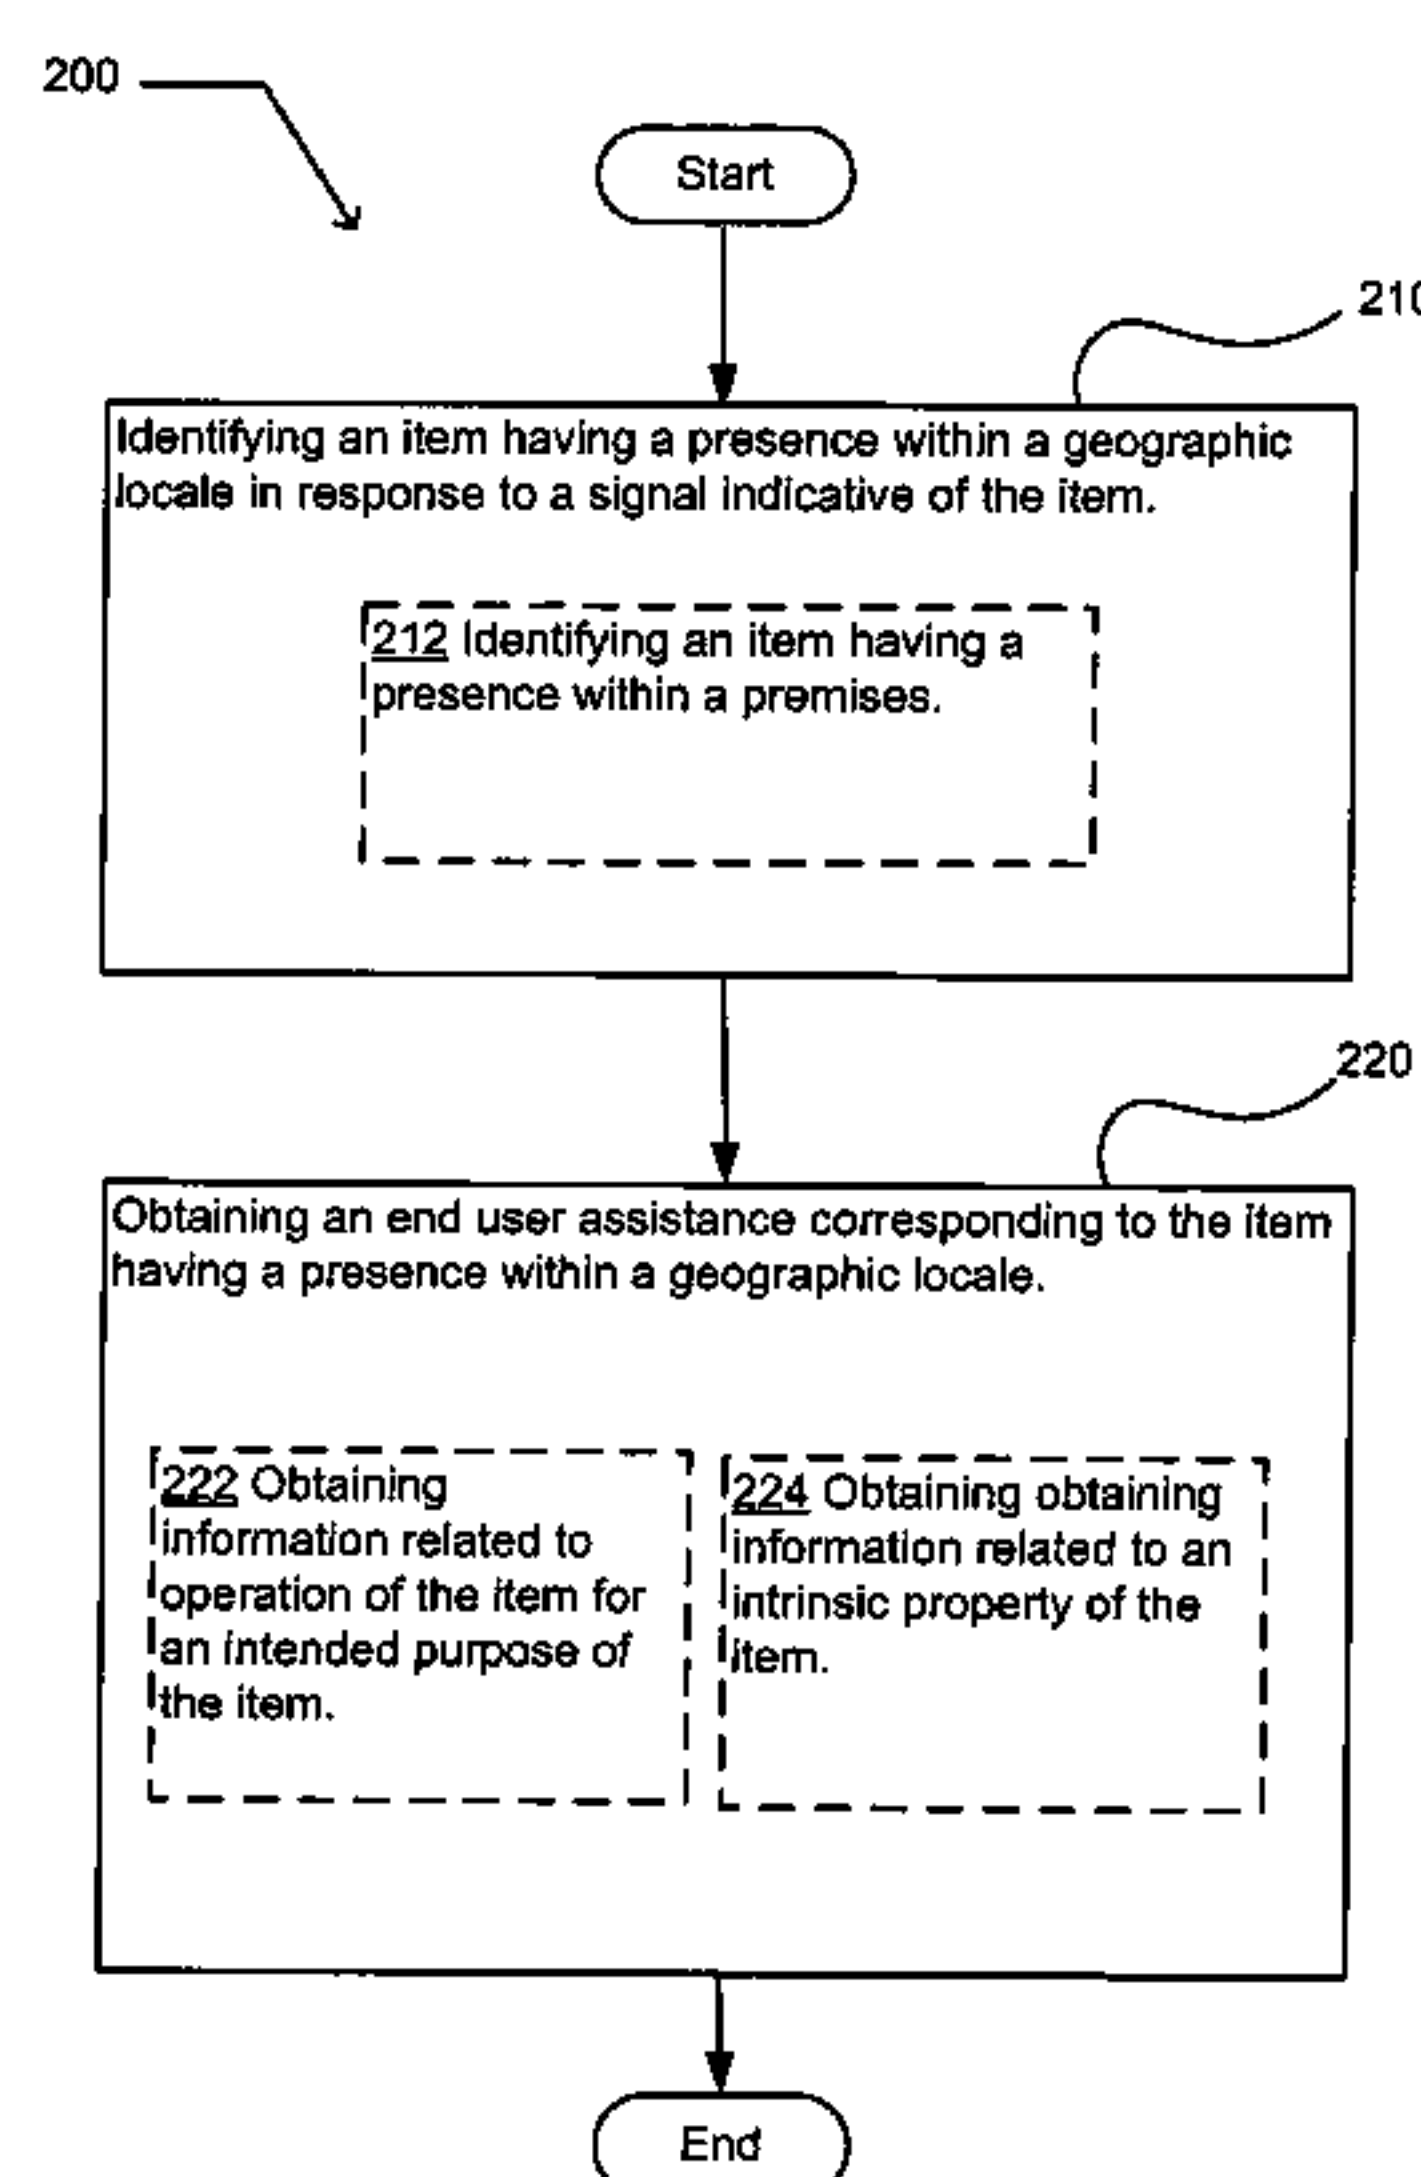 200
Start
210
Identifying an item having a presence within a geographic
locale in response to a signal indicative of the item.
212 Identifying an item having a
presence within a premises.
220
Obtaining an end user assistance corresponding to the item
having a presence within a geographic locale.
222 Obtaining
information related to
operation of the item for
an intended purpose of
the item.
224 Obtaining obtaining
information related to an
intrinsic property of the
item.
End